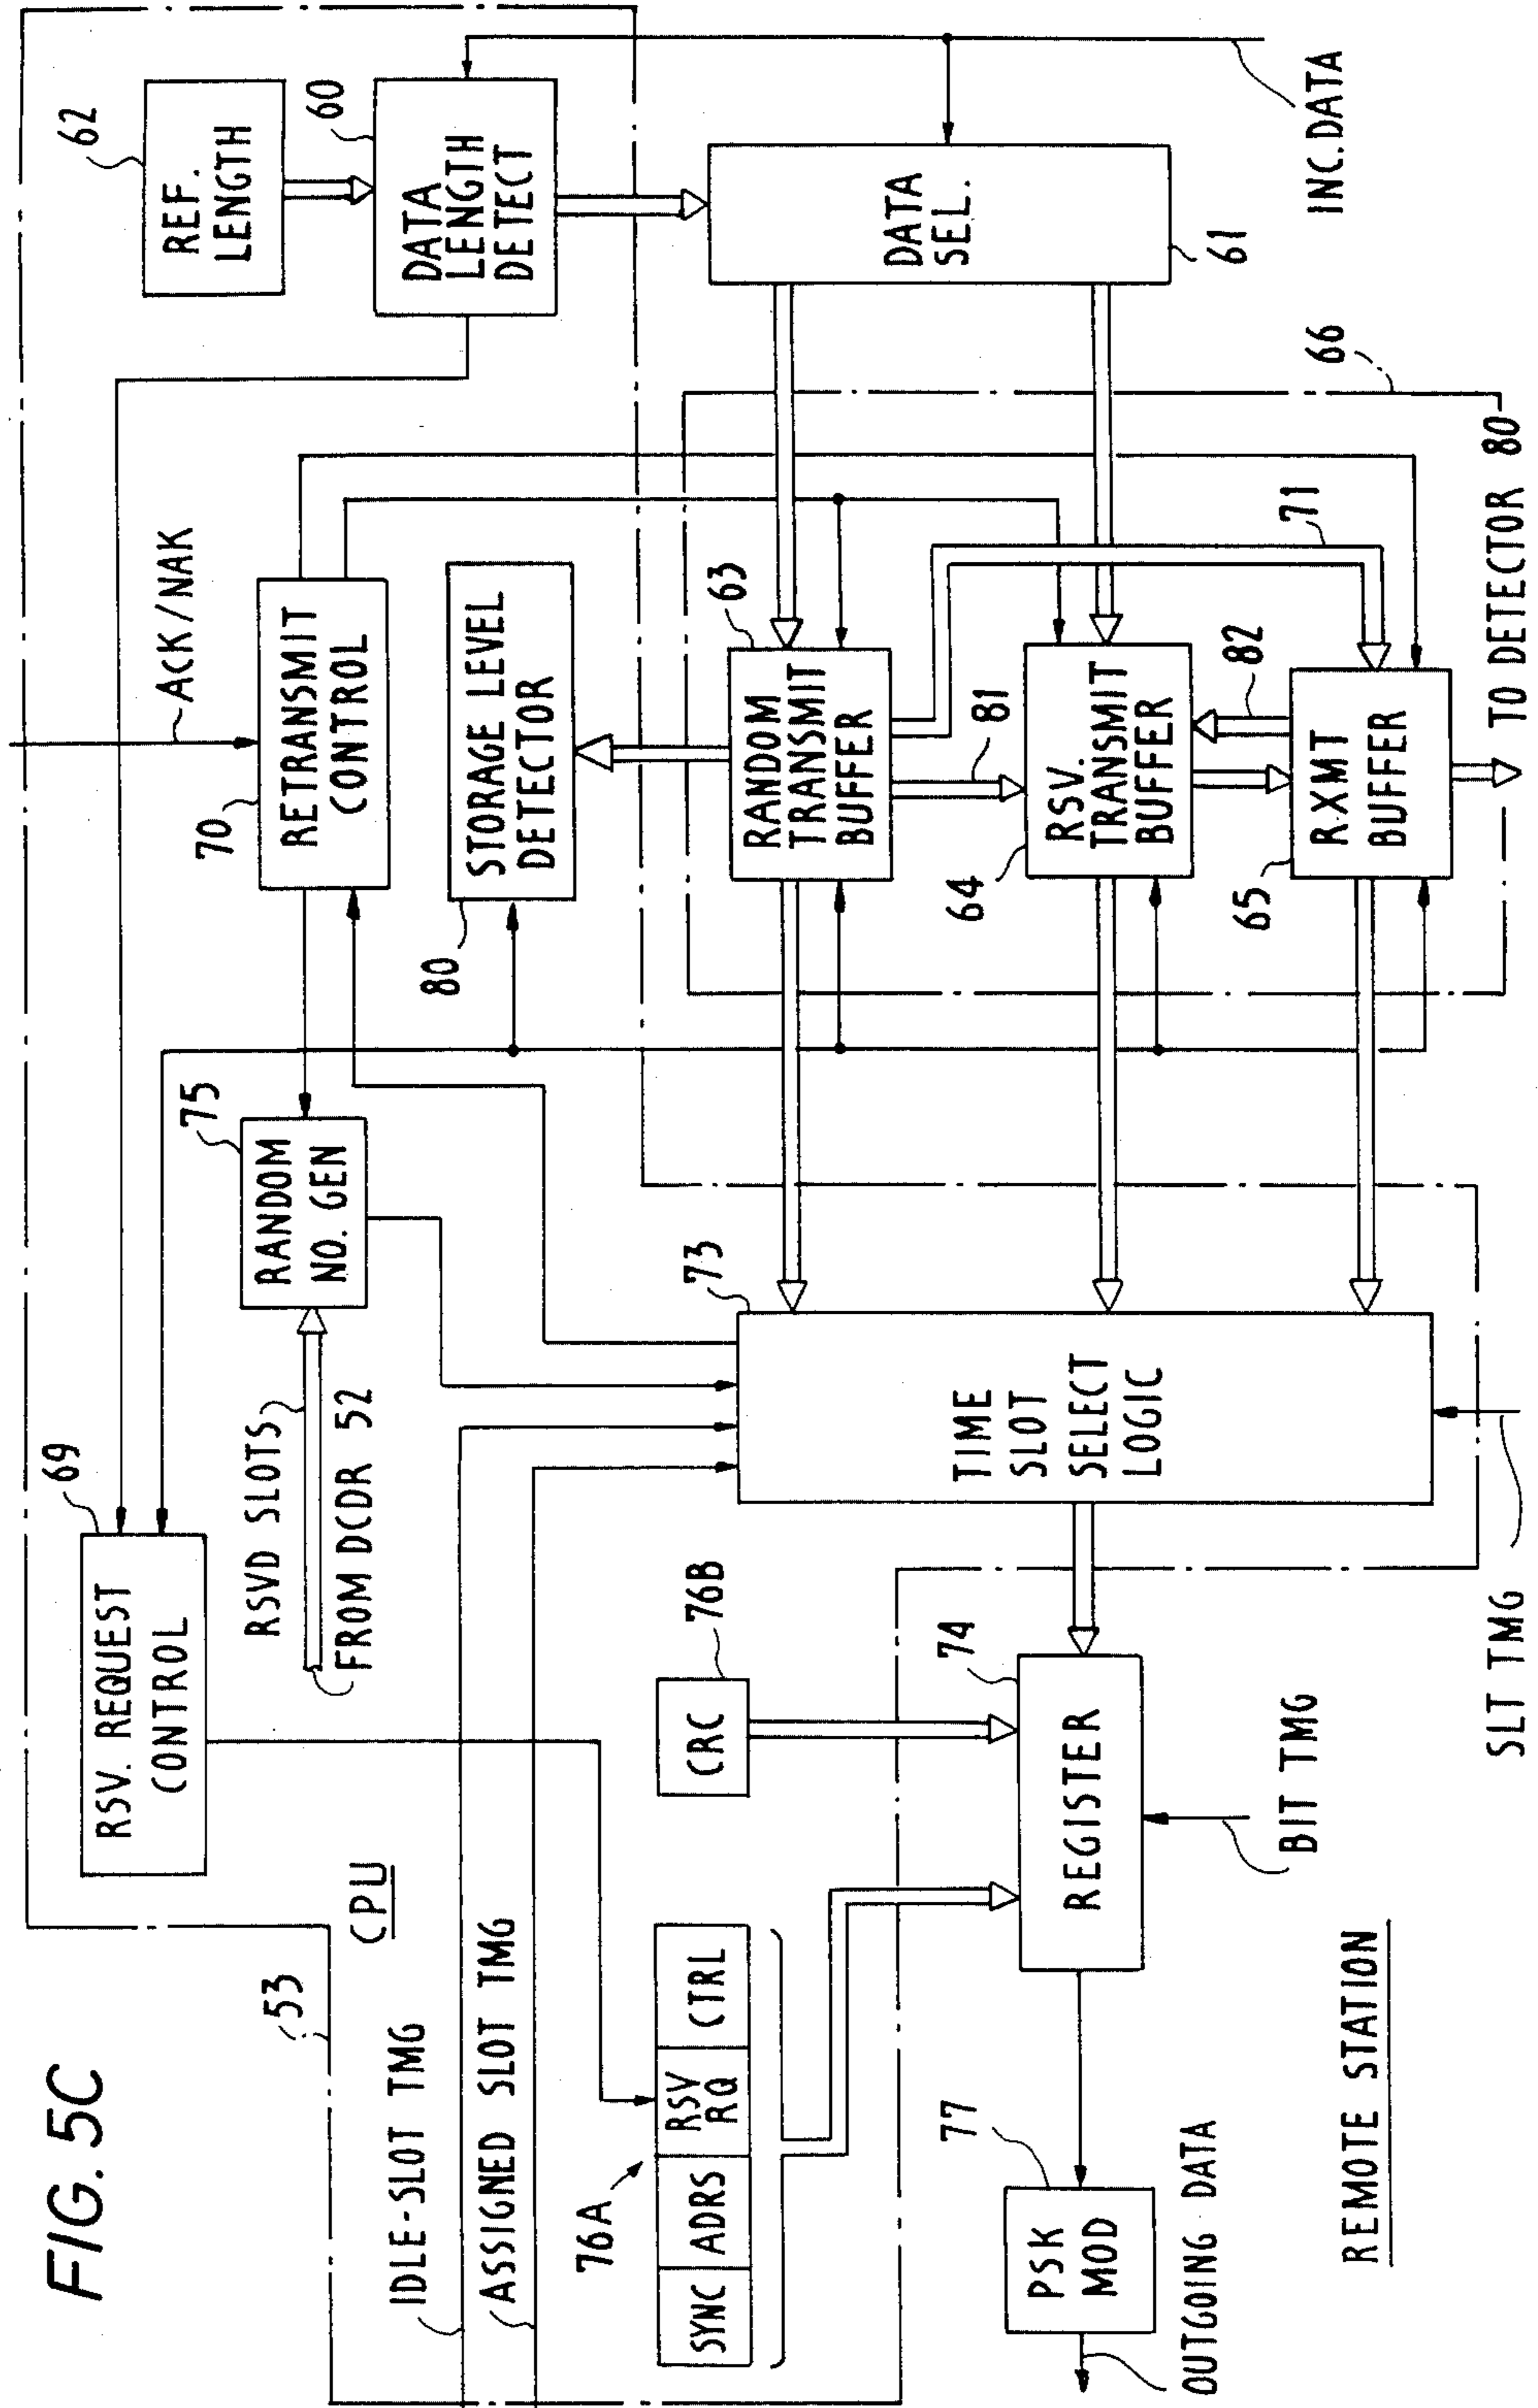 FIG. 5C
53
CPU
62
REF.
LENGTH
60
DATA
LENGTH
DETECT
ACK/NAK
70
RETRANSMIT
CONTROL
80
STORAGE LEVEL
DETECTOR
75
RANDOM
NO. GEN
69
RSV. REQUEST
CONTROL
RSVD SLOTS
FROM DCDR 52
IDLE-SLOT TMG
ASSIGNED SLOT TMG
76A
SYNC
ADRS
RSV
RQ
CTRL
76B
CRC
73
TIME
SLOT
SELECT
LOGIC
63
RANDOM
TRANSMIT
BUFFER
81
64
RSV.
TRANSMIT
BUFFER
82
65
RXMT
BUFFER
71
66
TO DETECTOR 80
DATA
SEL.
61
INC.DATA
74
REGISTER
77
PSK
MOD
OUTGOING DATA
BIT TMG
SLT TMG
REMOTE STATION